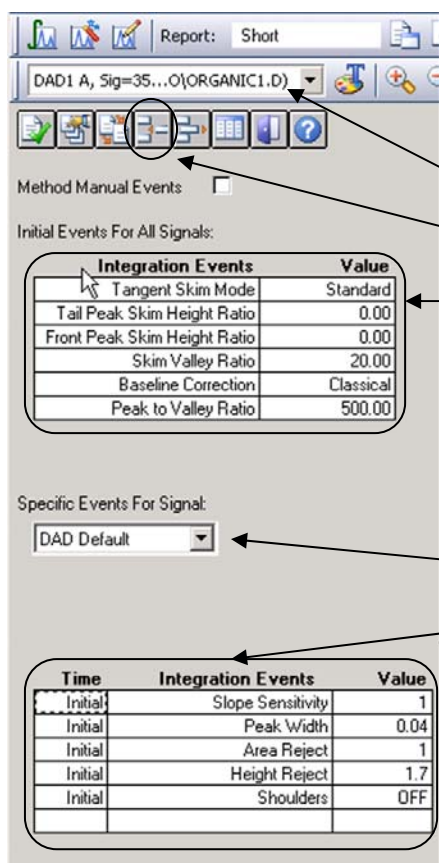 Report: Short
DAD1 A, Sig=35...O\ORGANIC1.D)
Method Manual Events
Initial Events For All Signals:
Integration Events Value
Tangent Skim Mode Standard
Tail Peak Skim Height Ratio 0.00
Front Peak Skim Height Ratio 0.00
Skim Valley Ratio 20.00
Baseline Correction Classical
Peak to Valley Ratio 500.00
Specific Events For Signal:
DAD Default
Time Integration Events Value
Initial Slope Sensitivity 1
Initial Peak Width 0.04
Initial Area Reject 1
Initial Height Reject 1.7
Initial Shoulders OFF